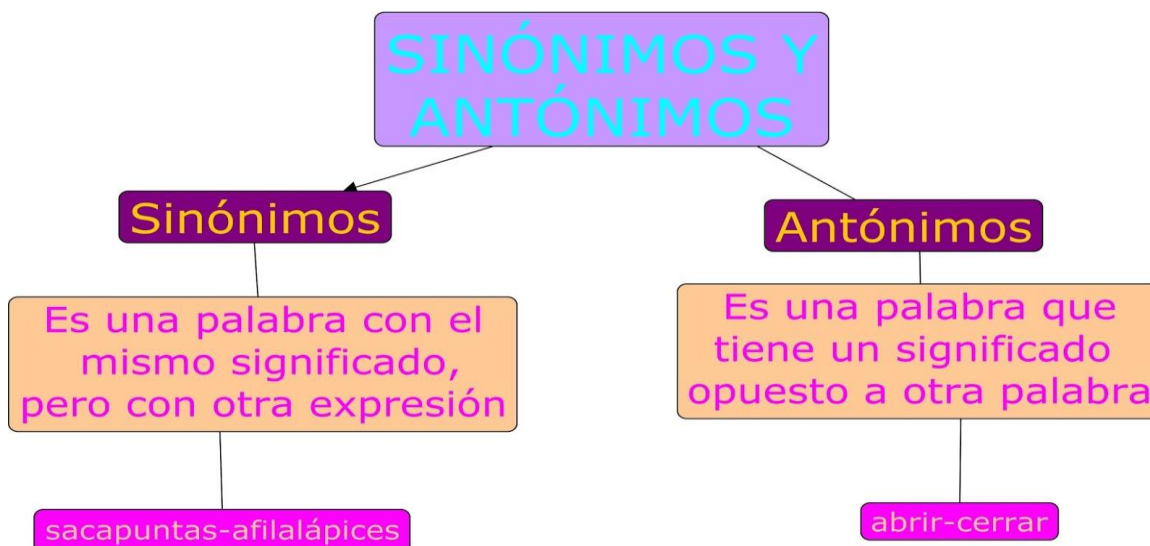 SINÓNIMOS Y
ANTÓNIMOS
Sinónimos
Es una palabra con el
mismo significado,
pero con otra expresión
sacapuntas-afilalápices
Antónimos
Es una palabra que
tiene un significado
opuesto a otra palabra
abrir-cerrar